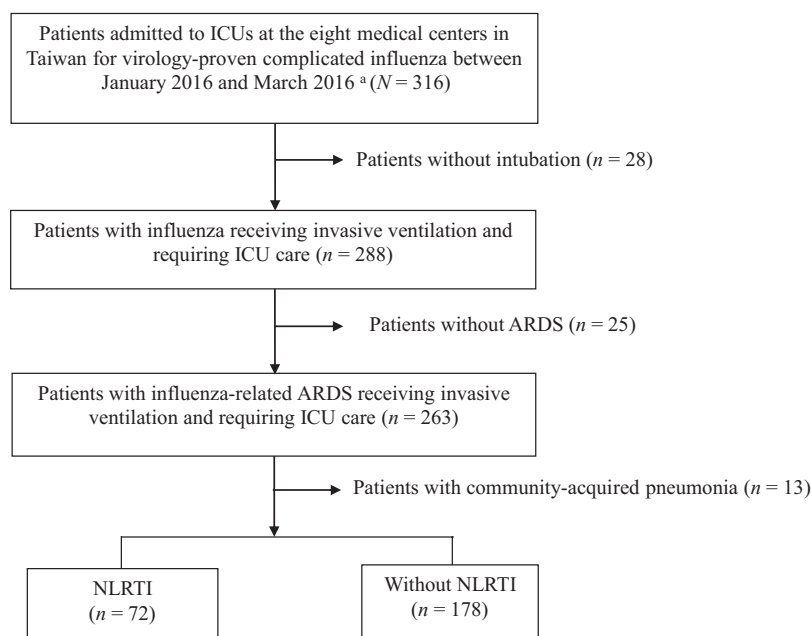 Patients admitted to ICUs at the eight medical centers in
Taiwan for virology-proven complicated influenza between
January 2016 and March 2016 ᵃ (N = 316)
Patients without intubation (n = 28)
Patients with influenza receiving invasive ventilation and
requiring ICU care (n = 288)
Patients without ARDS (n = 25)
Patients with influenza-related ARDS receiving invasive
ventilation and requiring ICU care (n = 263)
Patients with community-acquired pneumonia (n = 13)
NLRTI
(n = 72)
Without NLRTI
(n = 178)